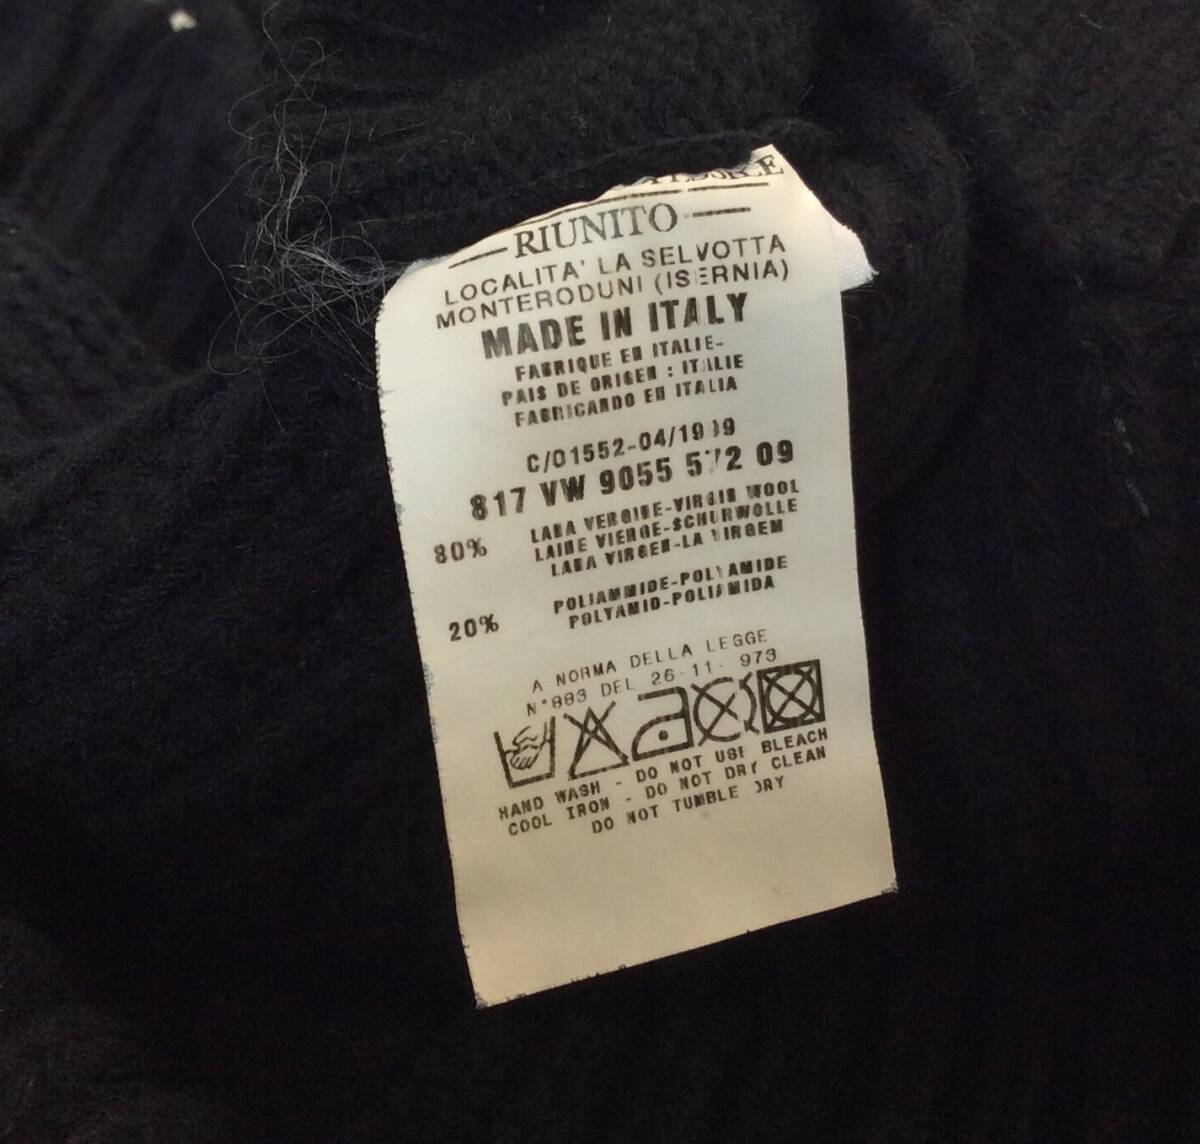 — RIUNITO —
LOCALITA' LA SELVOTTA
MONTERODUNI (ISERNIA)
MADE IN ITALY
FABRIQUE EN ITALIE-
PAIS DE ORIGEN : ITALIE
FABRICANDO EN ITALIA
C/01552-04/1999
817 VW 9055 572 09
80% LANA VERGINE-VIRGIN WOOL
LAINE VIERGE-SCHURWOLLE
LANA VIRGEN-LA VIRGEM
20% POLIAMMIDE-POLYAMIDE
POLYAMID-POLIAMIDA
A NORMA DELLA LEGGE
N°883 DEL 26-11- 973
HAND WASH - DO NOT USE BLEACH
COOL IRON - DO NOT DRY CLEAN
DO NOT TUMBLE DRY